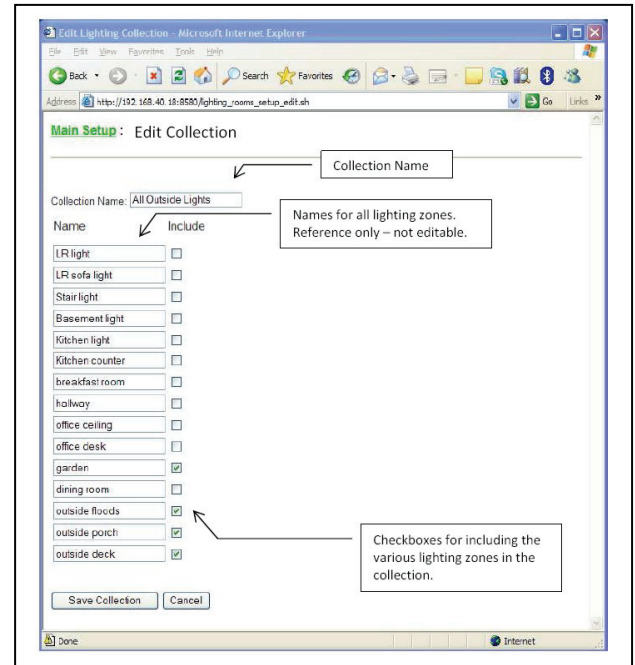 Edit Lighting Collection - Microsoft Internet Explorer
File Edit View Favorites Tools Help
Back Search Favorites
Address http://192.168.40.18:8580/lighting_rooms_setup_edit.sh Go Links »
Main Setup : Edit Collection
Collection Name
Collection Name: All Outside Lights
Names for all lighting zones.
Reference only – not editable.
Name Include
LR light
LR sofa light
Stair light
Basement light
Kitchen light
Kitchen counter
breakfast room
hallway
office ceiling
office desk
garden
dining room
outside floods
outside porch
outside deck
Checkboxes for including the
various lighting zones in the
collection.
Save Collection Cancel
Done Internet